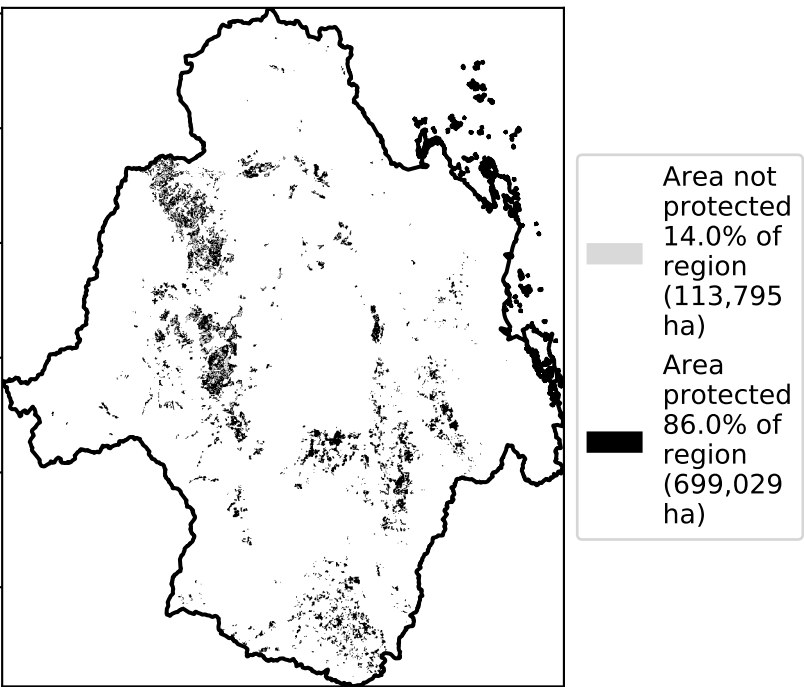 Area not
protected
14.0% of
region
(113,795
ha)
Area
protected
86.0% of
region
(699,029
ha)